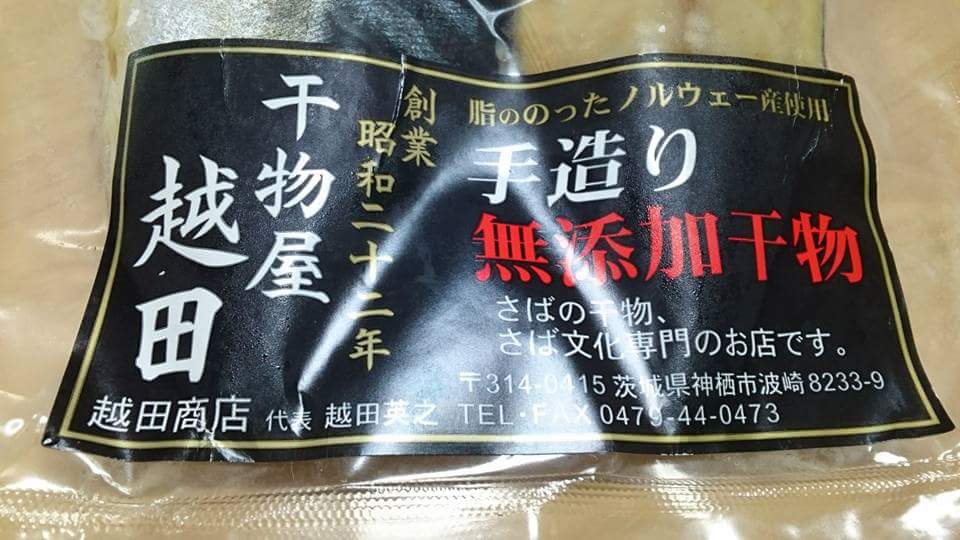 脂ののったノルウェー産使用
手造り
無添加干物
さばの干物、
さば文化専門のお店です。
創業
昭和二十二年
干物屋
越田
〒314-0415 茨城県神栖市波崎8233-9
越田商店 代表 越田英之 TEL・FAX 0479-44-0473